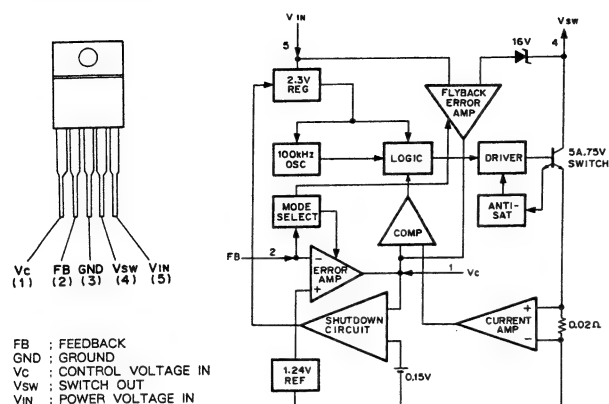 VIN
5
VSW
4
16V
2.3V
REG
FLYBACK
ERROR
AMP
5A,75V
SWITCH
100kHz
OSC
LOGIC
DRIVER
ANTI-
SAT
MODE
SELECT
COMP
FB
2
−
+
ERROR
AMP
1
Vc
SHUTDOWN
CIRCUIT
CURRENT
AMP
+
−
0.02Ω
1.24V
REF
0.15V
Vc FB GND VSW VIN
(1) (2) (3) (4) (5)
FB : FEEDBACK
GND : GROUND
Vc : CONTROL VOLTAGE IN
VSW : SWITCH OUT
VIN : POWER VOLTAGE IN